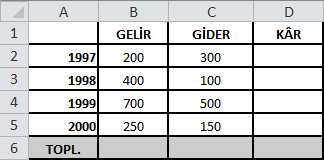 A B C D
1 GELİR GİDER KÂR
2 1997 200 300
3 1998 400 100
4 1999 700 500
5 2000 250 150
6 TOPL.